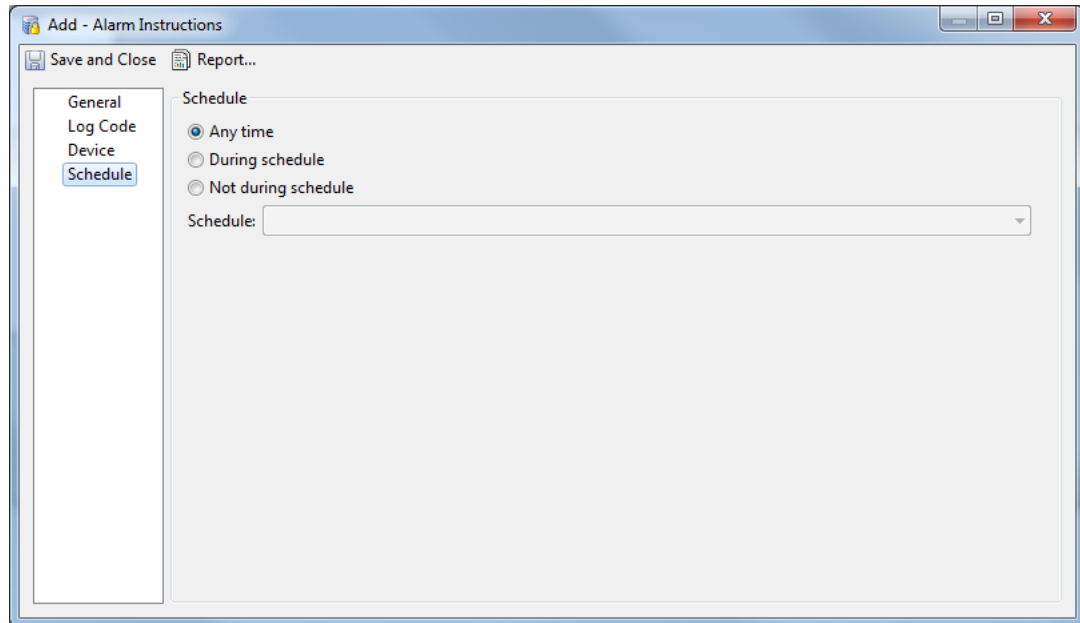 Add - Alarm Instructions
Save and Close Report...
General
Log Code
Device
Schedule
Schedule
Any time
During schedule
Not during schedule
Schedule: